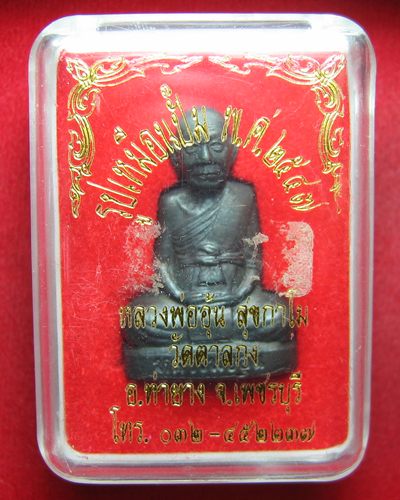 รูปเหมือนปั๊ม พ.ศ. ๒๕๔๗
หลวงพ่ออุ้น สุขกาโม
วัดตาลกง
อ.ท่ายาง จ.เพชรบุรี
โทร. ๐๓๒-๔๕๒๒๓๗